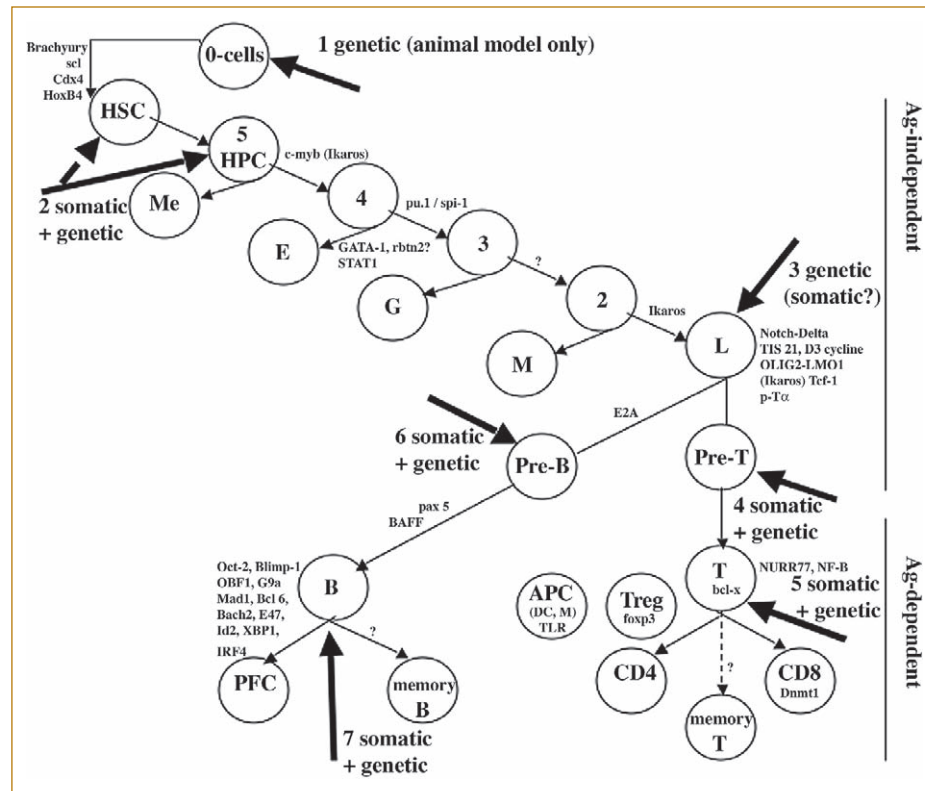 Brachyury
scl
Cdx4
HoxB4
0-cells
1 genetic (animal model only)
HSC
5
HPC
c-myb (Ikaros)
2 somatic
+ genetic
Me
4
pu.1 / spi-1
E
GATA-1, rbtn2?
STAT1
3
?
G
2
Ikaros
3 genetic
(somatic?)
M
L
Notch-Delta
TIS 21, D3 cycline
OLIG2-LMO1
(Ikaros) Tcf-1
p-Tα
Ag-independent
E2A
6 somatic
+ genetic
Pre-B
Pre-T
4 somatic
+ genetic
pax 5
BAFF
Oct-2, Blimp-1
OBF1, G9a
Mad1, Bcl 6,
Bach2, E47,
Id2, XBP1,
IRF4
B
?
APC
(DC, M)
TLR
Treg
foxp3
T
bcl-x
NURR77, NF-B
5 somatic
+ genetic
Ag-dependent
PFC
memory
B
CD4
?
CD8
Dnmt1
memory
T
7 somatic
+ genetic